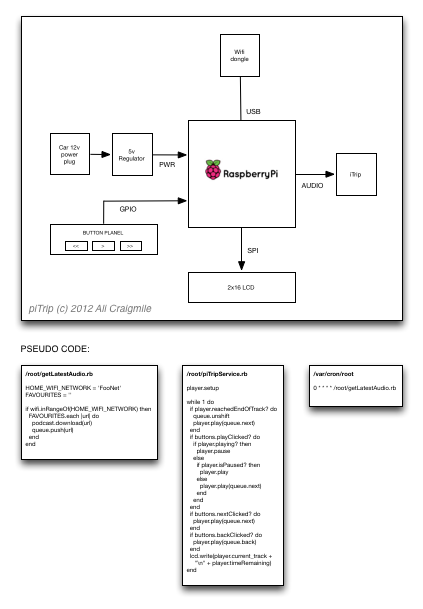 Wifi
dongle
USB
Car 12v
power
plug
5v
Regulator
PWR
RaspberryPi
AUDIO
iTrip
GPIO
BUTTON PLANEL
<< > >>
SPI
2x16 LCD
piTrip (c) 2012 Ali Craigmile
PSEUDO CODE:
/root/getLatestAudio.rb
HOME_WIFI_NETWORK = 'FooNet'
FAVOURITES = ''
if wifi.inRangeOf(HOME_WIFI_NETWORK) then
FAVOURITES.each |url| do
podcast.download(url)
queue.push(url)
end
end
/root/piTripService.rb
player.setup
while 1 do
if player.reachedEndOfTrack? do
queue.unshift
player.play(queue.next)
end
if buttons.playClicked? do
if player.playing? then
player.pause
else
if player.isPaused? then
player.play
else
player.play(queue.next)
end
end
end
if buttons.nextClicked? do
player.play(queue.next)
end
if buttons.backClicked? do
player.play(queue.back)
end
lcd.write(player.current_track +
"\n" + player.timeRemaining)
end
/var/cron/root
0 * * * * /root/getLatestAudio.rb